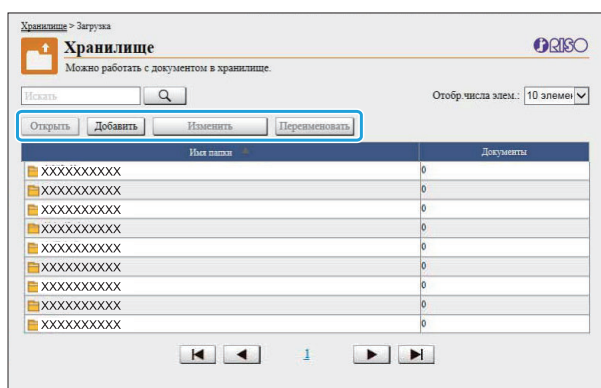 Хранилище > Загрузка
Хранилище
RISO
Можно работать с документом в хранилище.
Искать
Отобр.числа элем.: 10 элемен
Открыть Добавить Изменить Переименовать
Имя папки Документы
XXXXXXXXXX 0
XXXXXXXXXX 0
XXXXXXXXXX 0
XXXXXXXXXX 0
XXXXXXXXXX 0
XXXXXXXXXX 0
XXXXXXXXXX 0
XXXXXXXXXX 0
XXXXXXXXXX 0
1